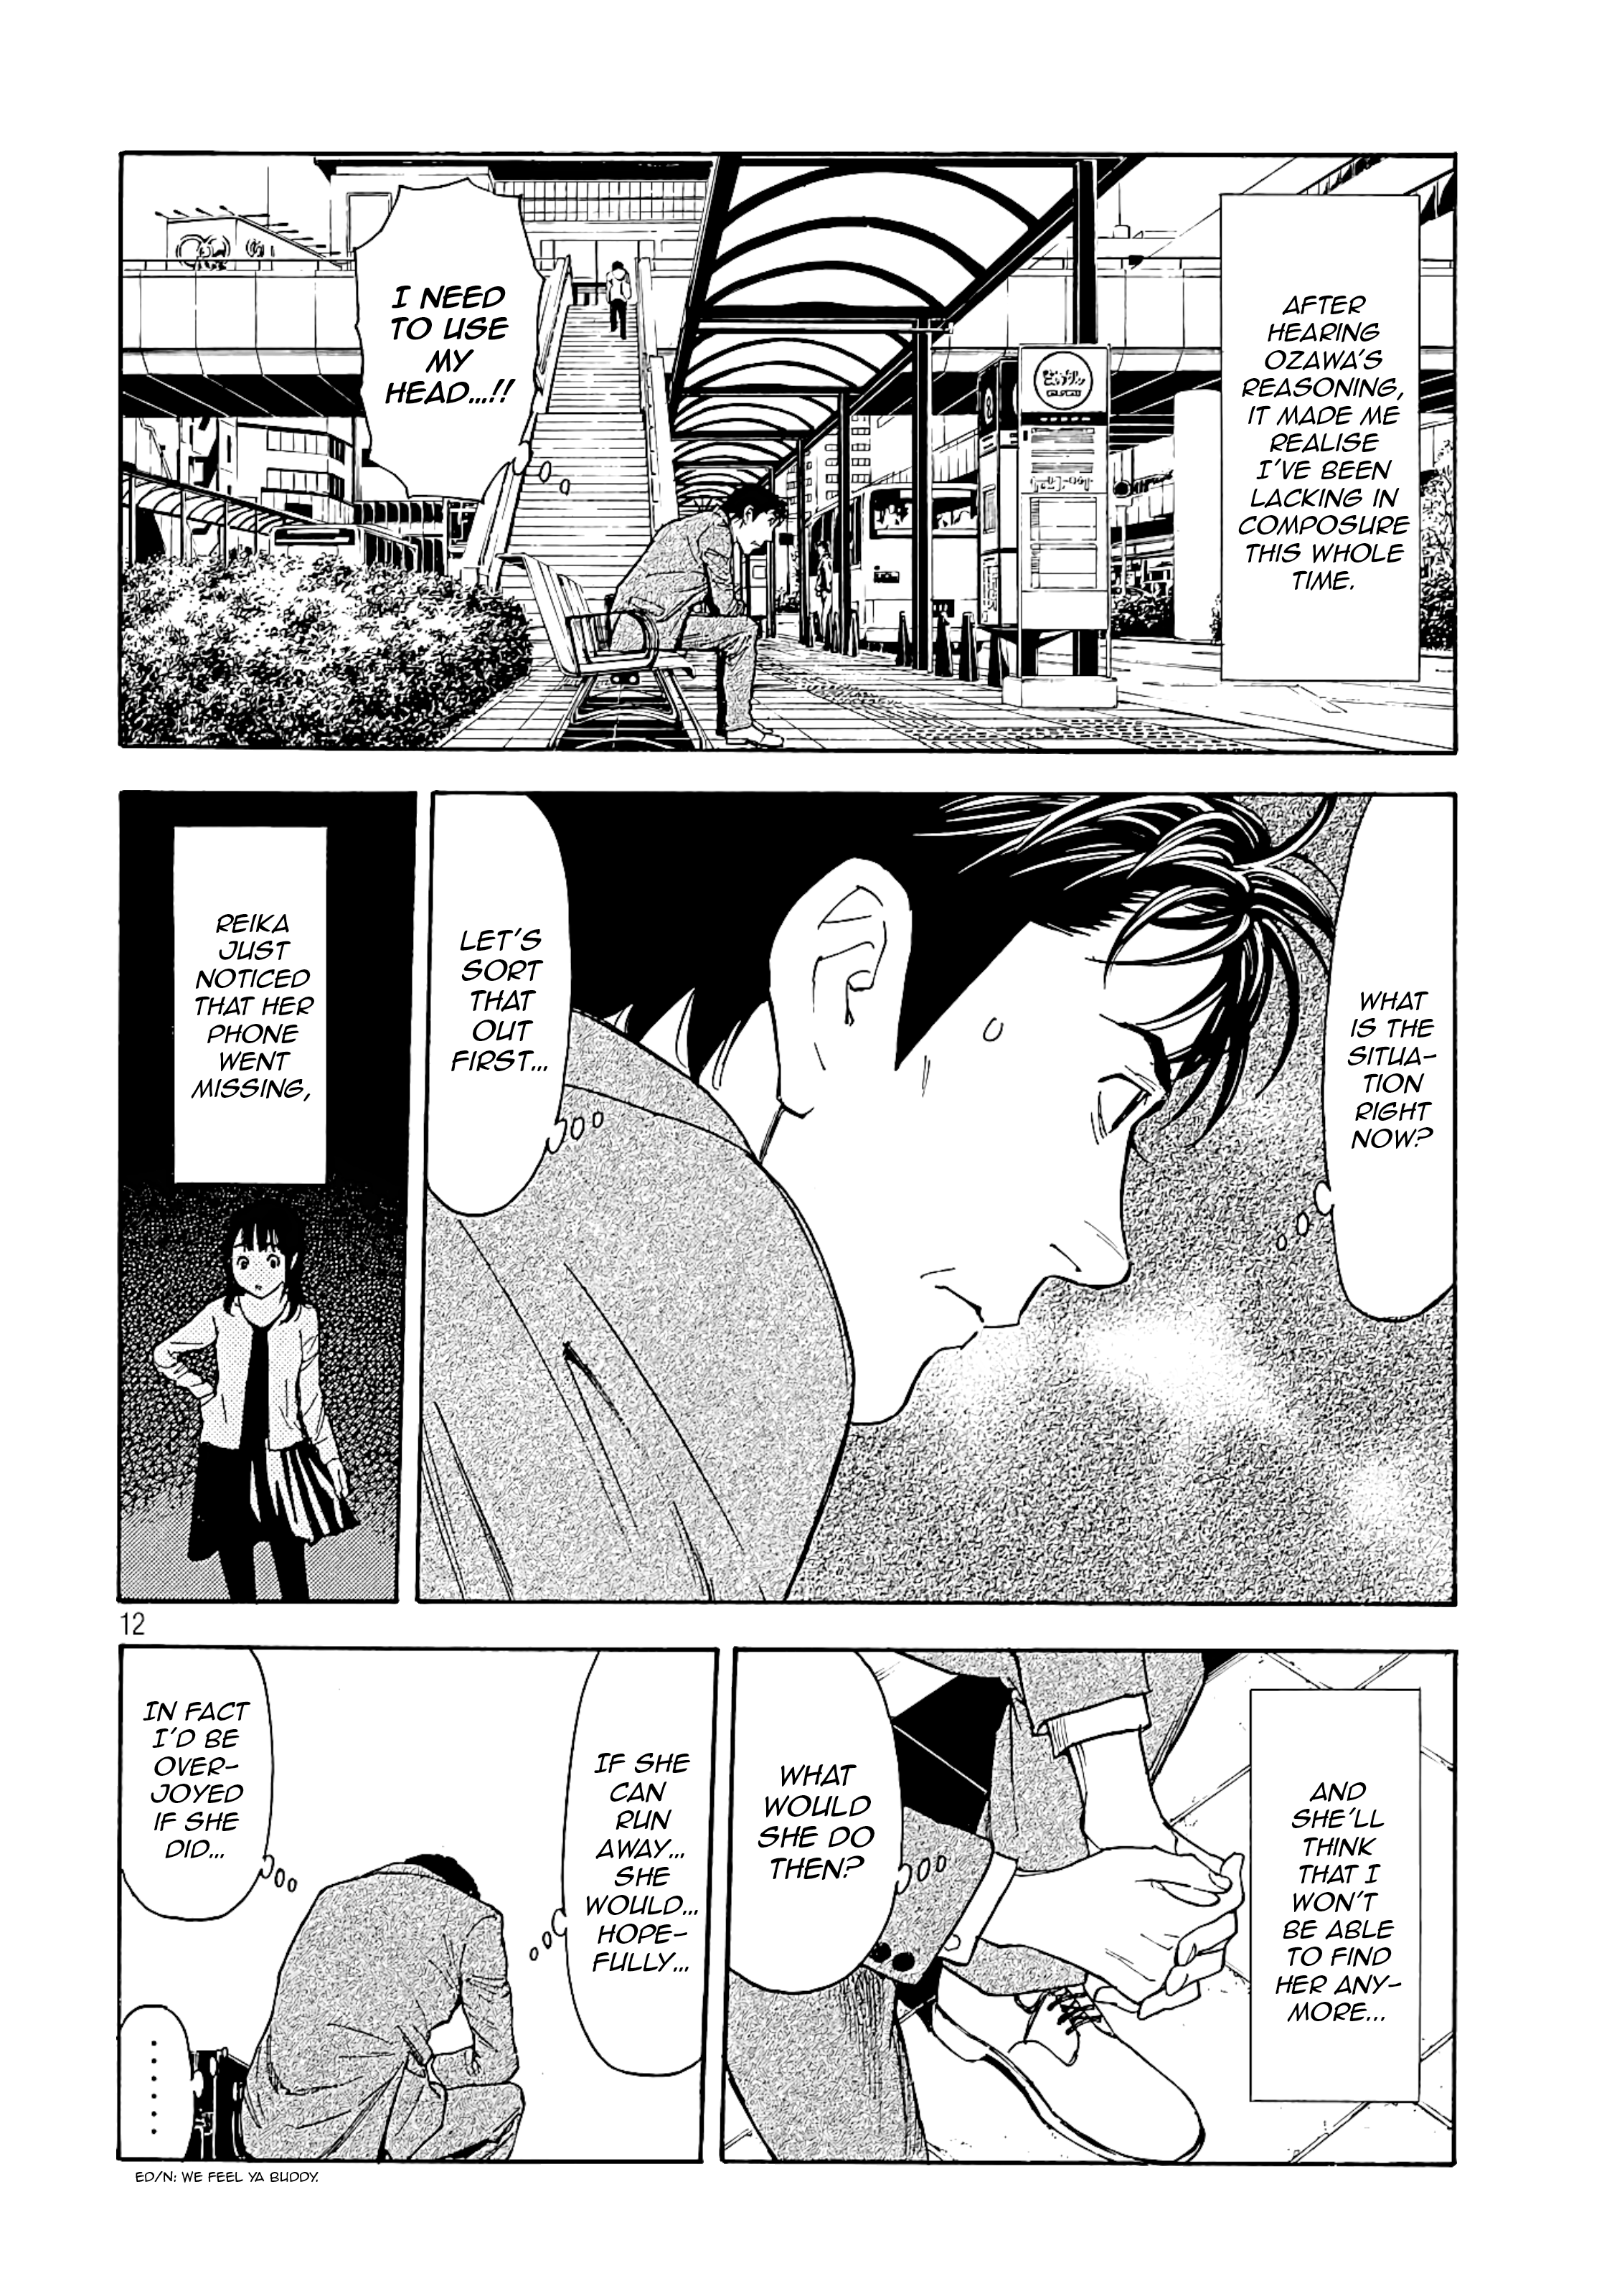 AFTER
HEARING
OZAWA'S
REASONING,
IT MADE ME
REALISE
I'VE BEEN
LACKING IN
COMPOSURE
THIS WHOLE
TIME.
I NEED
TO USE
MY
HEAD...!!
WHAT
IS THE
SITUA-
TION
RIGHT
NOW?
LET'S
SORT
THAT
OUT
FIRST...
REIKA
JUST
NOTICED
THAT HER
PHONE
WENT
MISSING,
12
AND
SHE'LL
THINK
THAT I
WON'T
BE ABLE
TO FIND
HER ANY-
MORE...
WHAT
WOULD
SHE DO
THEN?
IF SHE
CAN
RUN
AWAY...
SHE
WOULD...
HOPE-
FULLY...
IN FACT
I'D BE
OVER-
JOYED
IF SHE
DID...
......
ED/N: WE FEEL YA BUDDY.